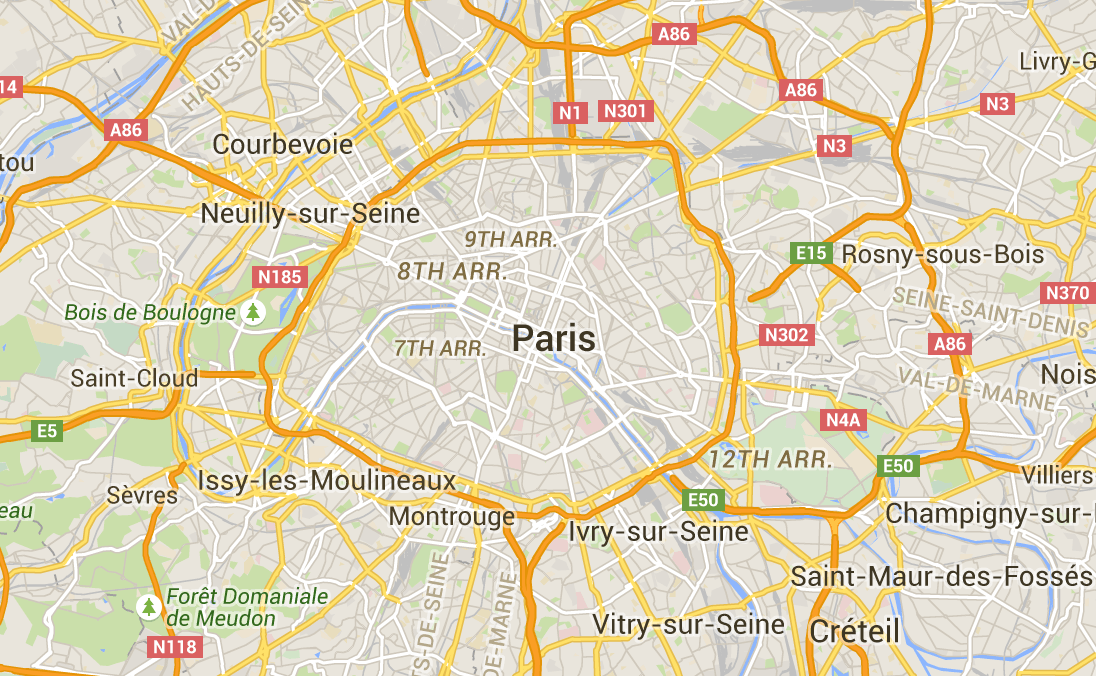 VAL-D
HAUTS-DE-SEIN
A86
Livry-G
14
A86
N1
N301
N3
A86
Courbevoie
N3
tou
Neuilly-sur-Seine
9TH ARR.
E15
Rosny-sous-Bois
8TH ARR.
N185
N370
SEINE-SAINT-DENIS
Bois de Boulogne
Paris
N302
7TH ARR.
A86
Saint-Cloud
Nois
VAL-DE-MARNE
N4A
E5
12TH ARR.
E50
Villiers
Issy-les-Moulineaux
Sèvres
E50
eau
Montrouge
Champigny-sur-
Ivry-sur-Seine
TS-DE-SEINE
DE-MARNE
Saint-Maur-des-Fossés
Forêt Domaniale
de Meudon
Vitry-sur-Seine
Créteil
N118